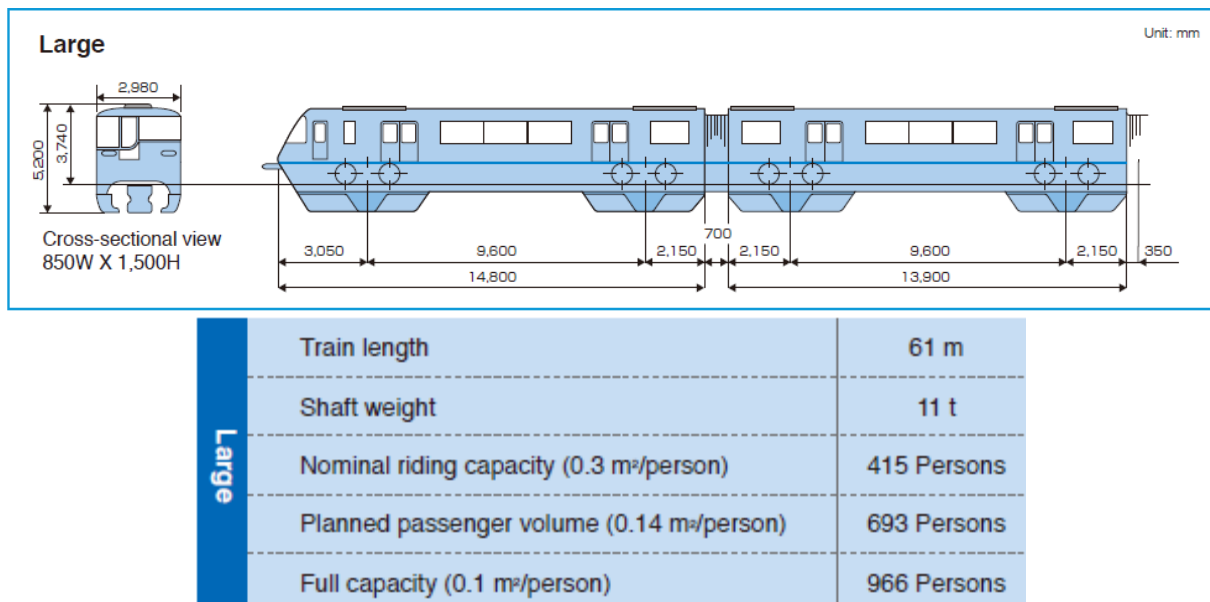 Large
Unit: mm
2,980
5,200
3,740
Cross-sectional view
850W X 1,500H
700
3,050
9,600
2,150
2,150
9,600
2,150
350
14,800
13,900
Large
Train length 61 m
Shaft weight 11 t
Nominal riding capacity (0.3 m²/person) 415 Persons
Planned passenger volume (0.14 m²/person) 693 Persons
Full capacity (0.1 m²/person) 966 Persons